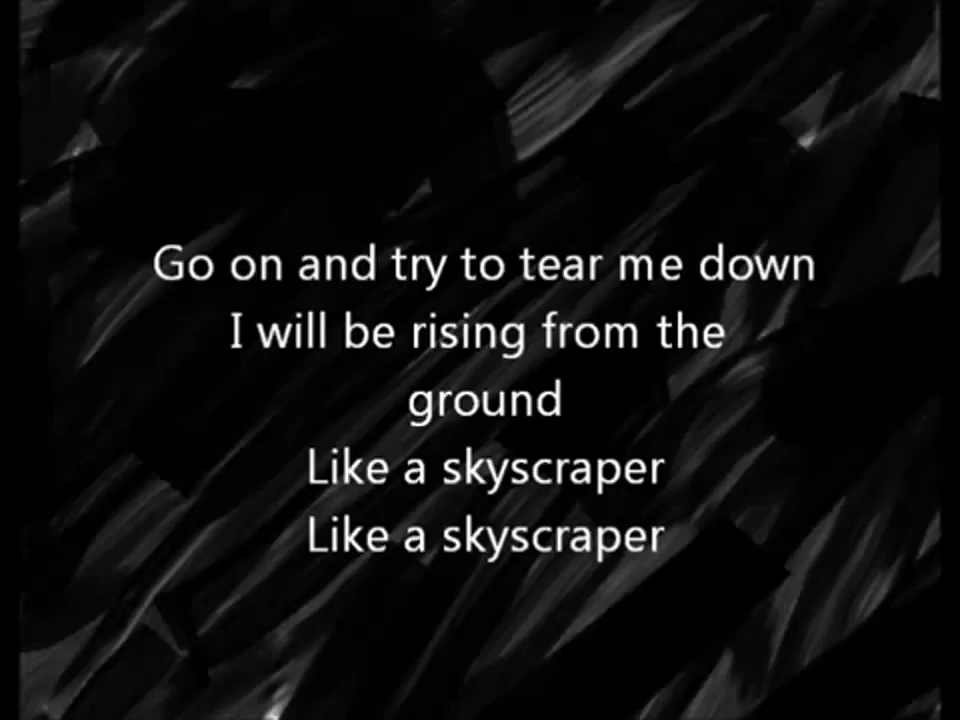 Go on and try to tear me down
I will be rising from the
ground
Like a skyscraper
Like a skyscraper